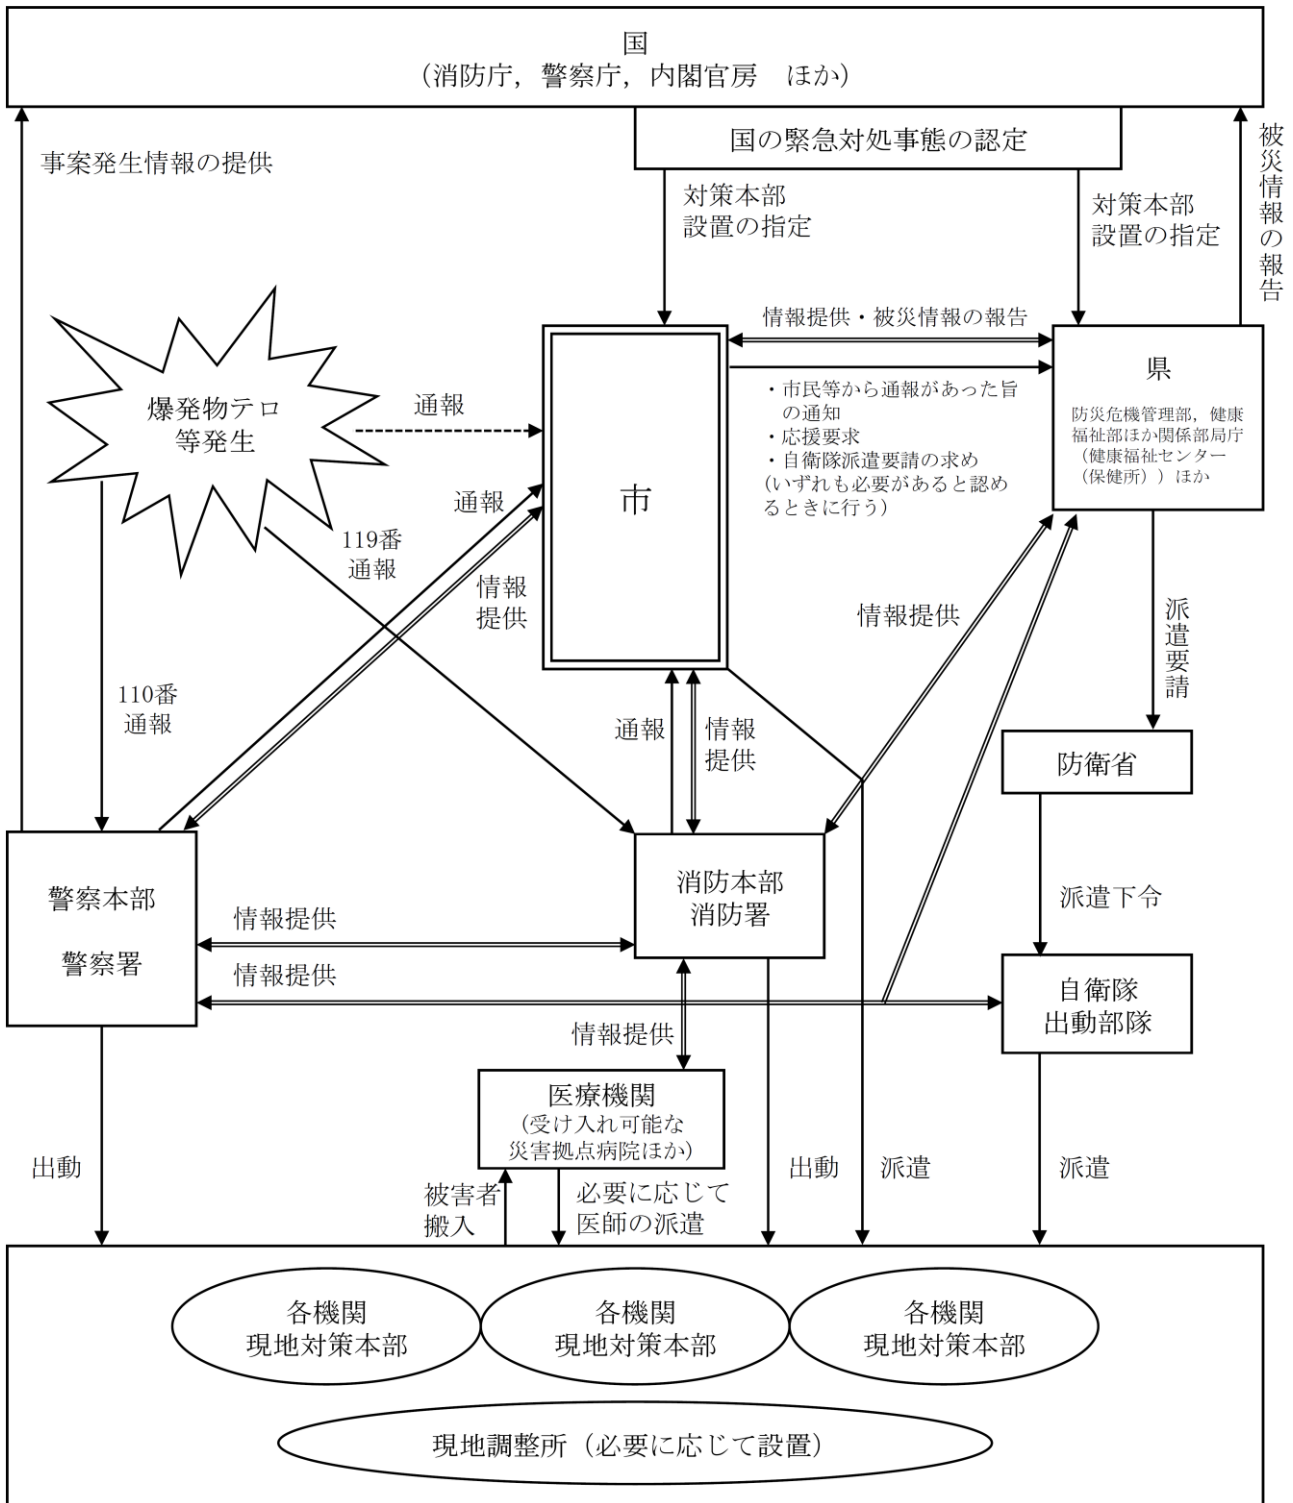 国
（消防庁，警察庁，内閣官房　ほか）
国の緊急対処事態の認定
事案発生情報の提供
被災情報の報告
対策本部
設置の指定
対策本部
設置の指定
情報提供・被災情報の報告
爆発物テロ
等発生
通報
市
・市民等から通報があった旨
の通知
・応援要求
・自衛隊派遣要請の求め
（いずれも必要があると認め
るときに行う）
県
防災危機管理部，健康
福祉部ほか関係部局庁
（健康福祉センター
（保健所））ほか
通報
119番
通報
情報
提供
情報提供
派遣要請
110番
通報
通報
情報
提供
防衛省
警察本部
警察署
消防本部
消防署
派遣下令
情報提供
情報提供
自衛隊
出動部隊
情報提供
医療機関
（受け入れ可能な
災害拠点病院ほか）
出動
被害者
搬入
必要に応じて
医師の派遣
出動
派遣
派遣
各機関
現地対策本部
各機関
現地対策本部
各機関
現地対策本部
現地調整所（必要に応じて設置）